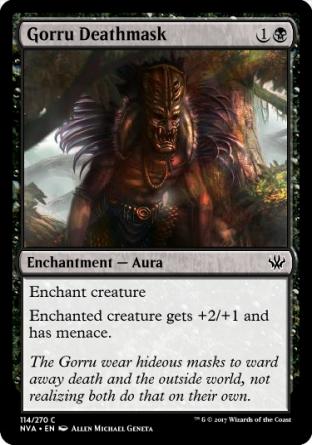 Gorru Deathmask 1
Enchantment — Aura
Enchant creature
Enchanted creature gets +2/+1 and
has menace.
The Gorru wear hideous masks to ward
away death and the outside world, not
realizing both do that on their own.
114/270 C
NVA • EN Allen Michael Geneta
™ & © 2017 Wizards of the Coast